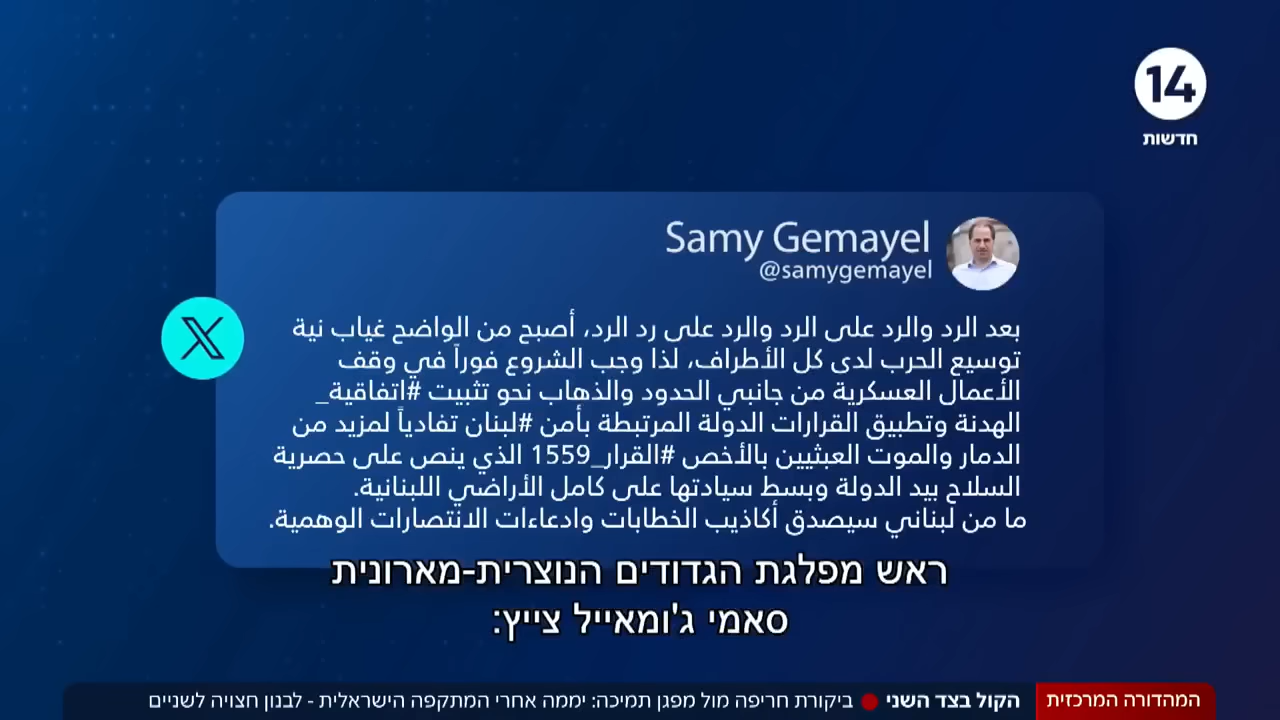 14
חדשות
Samy Gemayel
@samygemayel
بعد الرد والرد على الرد والرد على رد الرد، أصبح من الواضح غياب نية
توسيع الحرب لدى كل الأطراف، لذا وجب الشروع فوراً في وقف
الأعمال العسكرية من جانبي الحدود والذهاب نحو تثبيت #اتفاقية_
الهدنة وتطبيق القرارات الدولة المرتبطة بأمن #لبنان تفادياً لمزيد من
الدمار والموت العبثيين بالأخص #القرار_1559 الذي ينص على حصرية
السلاح بيد الدولة وبسط سيادتها على كامل الأراضي اللبنانية.
ما من لبناني سيصدق أكاذيب الخطابات وادعاءات الانتصارات الوهمية.
ראש מפלגת הגדודים הנוצרית-מארונית
סאמי ג'ומאייל צייץ:
המהדורה המרכזית הקול בצד השני ביקורת חריפה מול מפגן תמיכה: יממה אחרי המתקפה הישראלית - לבנון חצויה לשניים